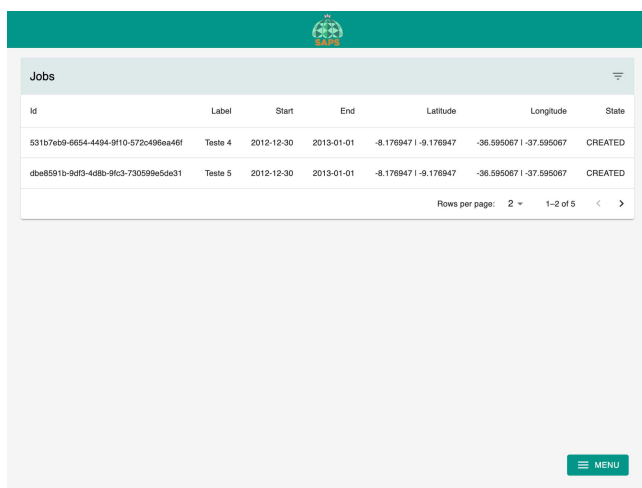 SAPS
Jobs
Id Label Start End Latitude Longitude State
531b7eb9-6654-4494-9f10-572c496ea46f Teste 4 2012-12-30 2013-01-01 -8.176947 | -9.176947 -36.595067 | -37.595067 CREATED
dbe8591b-9df3-4d8b-9fc3-730599e5de31 Teste 5 2012-12-30 2013-01-01 -8.176947 | -9.176947 -36.595067 | -37.595067 CREATED
Rows per page: 2 1–2 of 5
MENU